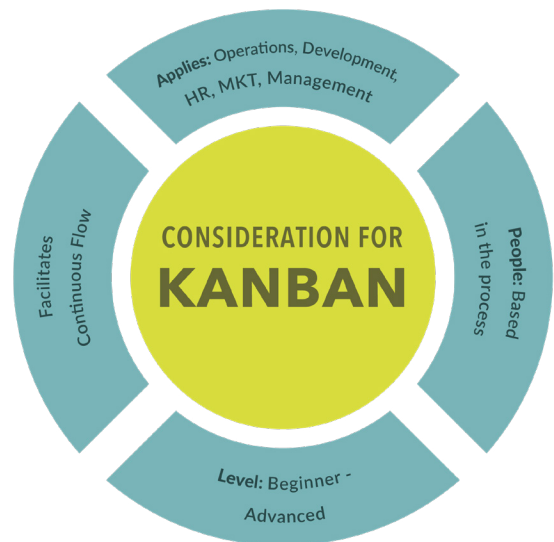 Applies: Operations, Development,
HR, MKT, Management
CONSIDERATION FOR
KANBAN
Facilitates
Continuous Flow
People: Based
in the process
Level: Beginner -
Advanced